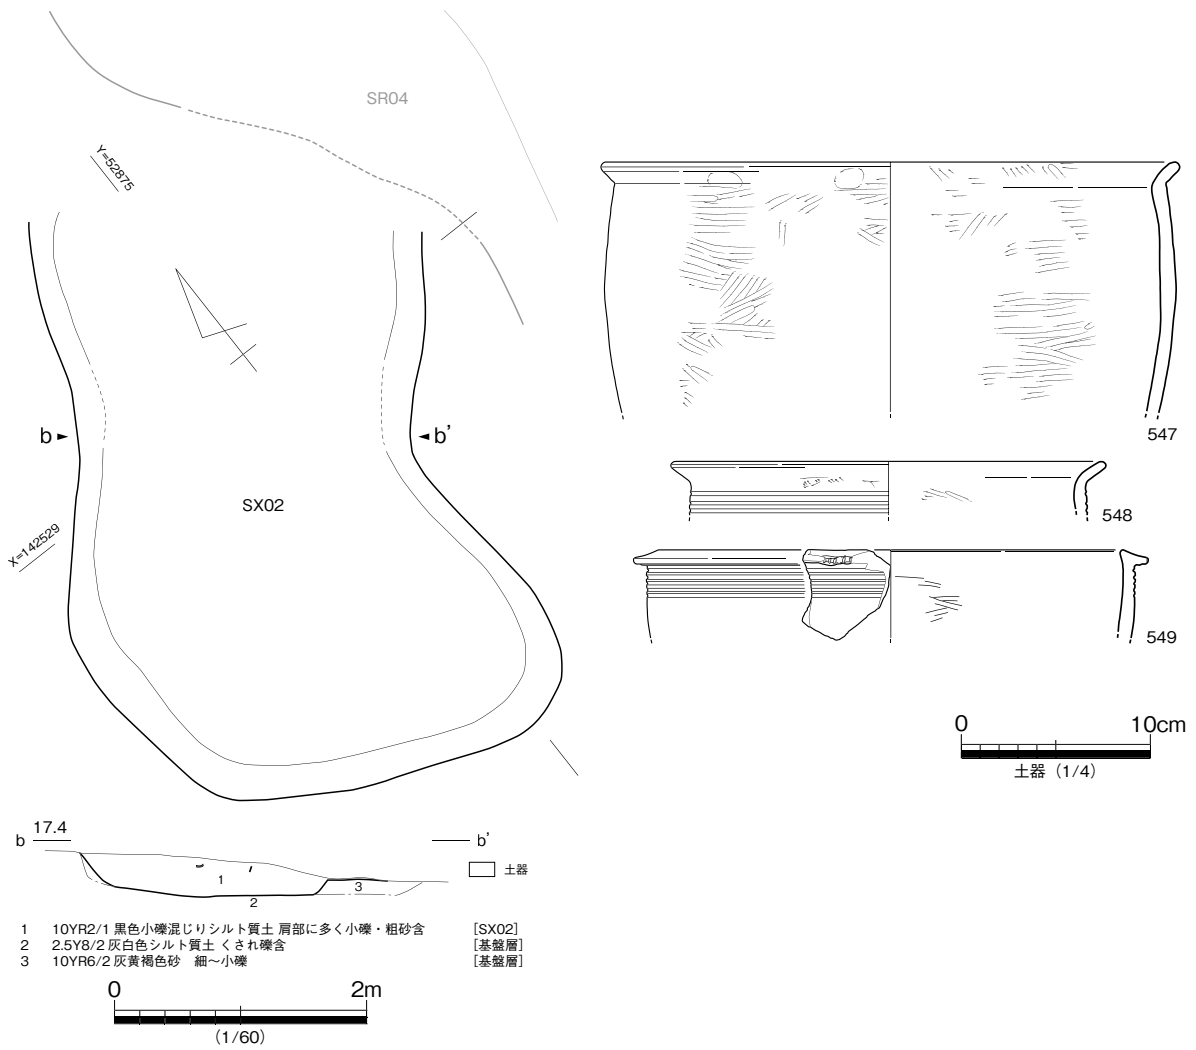 SR04
Y=52875
b
b'
SX02
X=142529
547
548
549
0 10cm
土器（1/4）
b 17.4 b'
1
3
2
土器
1 10YR2/1 黒色小礫混じりシルト質土 肩部に多く小礫・粗砂含 [SX02]
2 2.5Y8/2 灰白色シルト質土 くされ礫含 [基盤層]
3 10YR6/2 灰黄褐色砂　細～小礫 [基盤層]
0 2m
(1/60)